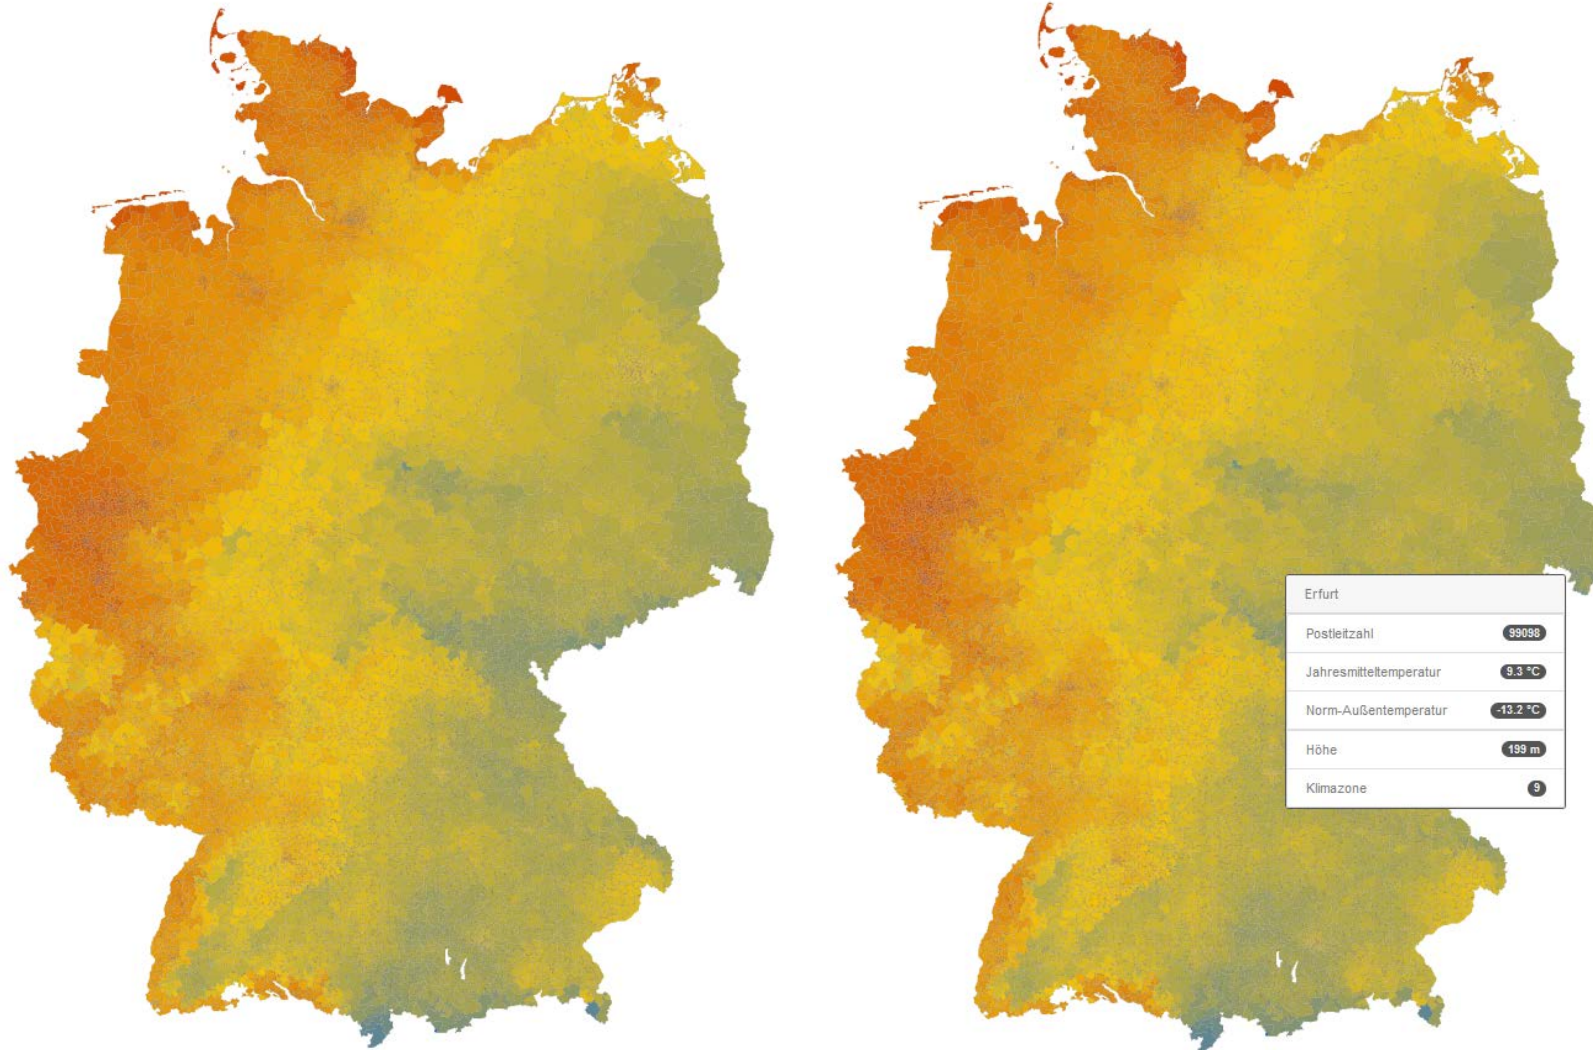 Erfurt
Postleitzahl 99098
Jahresmitteltemperatur 9.3 °C
Norm-Außentemperatur -13.2 °C
Höhe 199 m
Klimazone 9